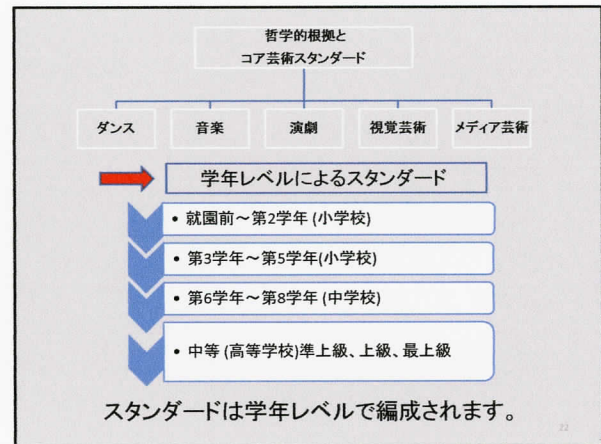 哲学的根拠と
コア芸術スタンダード
ダンス 音楽 演劇 視覚芸術 メディア芸術
学年レベルによるスタンダード
• 就園前～第2学年 (小学校)
• 第3学年～第5学年(小学校)
• 第6学年～第8学年 (中学校)
• 中等 (高等学校)準上級、上級、最上級
スタンダードは学年レベルで編成されます。
22